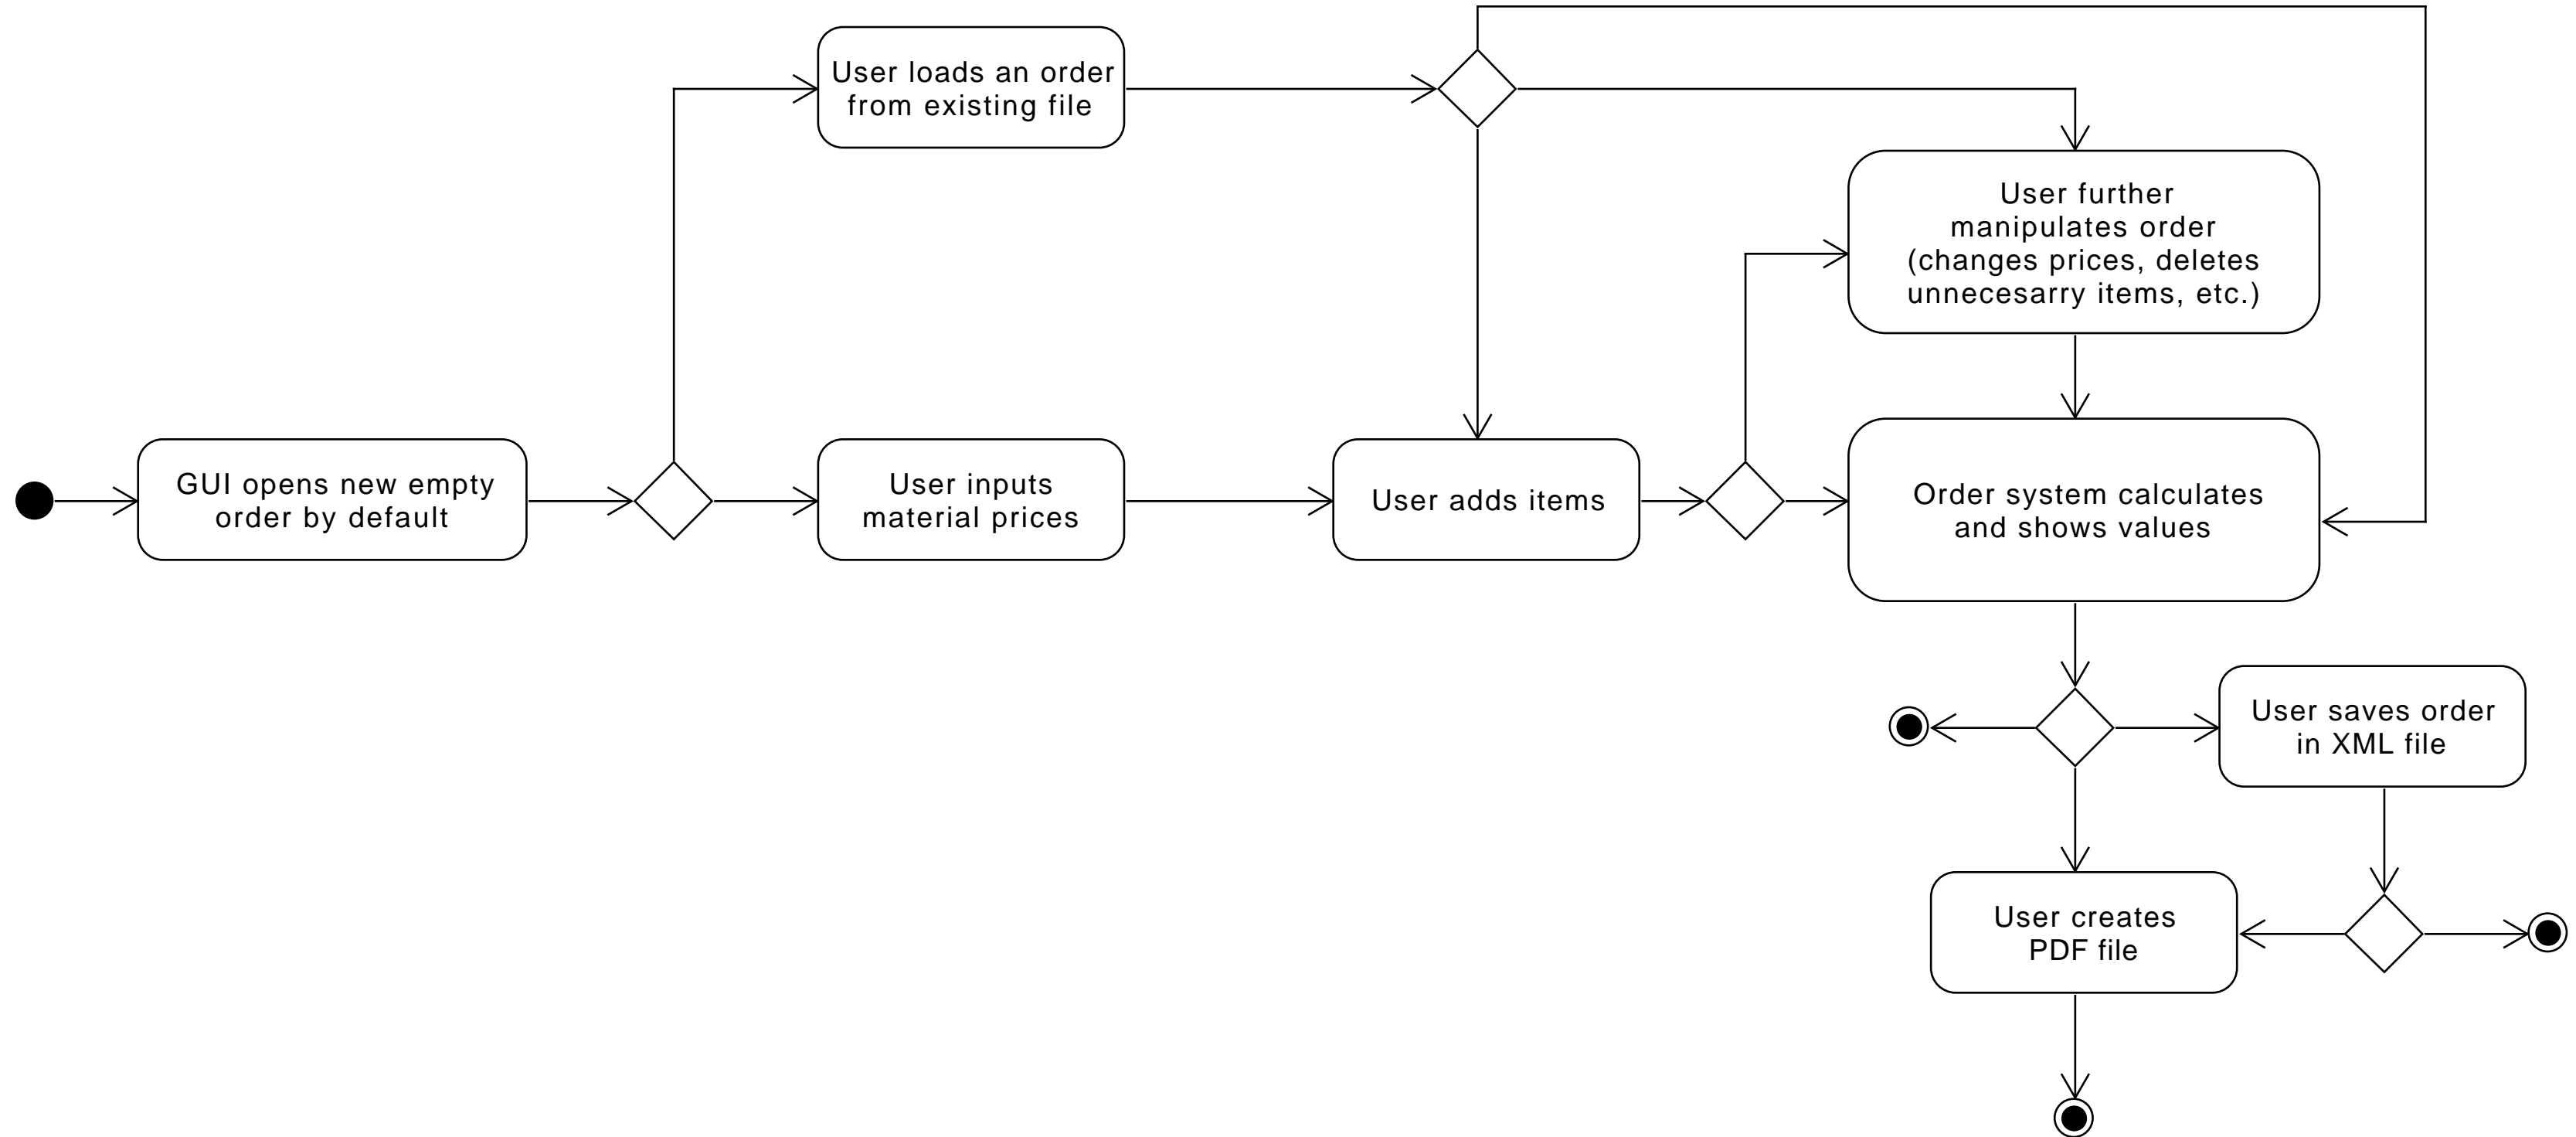 User loads an order
from existing file
User further
manipulates order
(changes prices, deletes
unnecesarry items, etc.)
GUI opens new empty
order by default
User inputs
material prices
User adds items
Order system calculates
and shows values
User saves order
in XML file
User creates
PDF file